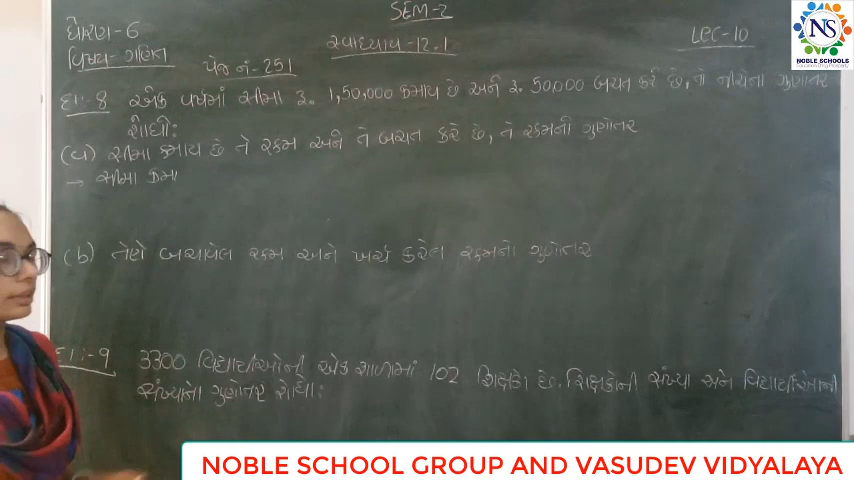 SEM-2
ધોરણ-6
સ્વાધ્યાય-12.1
LEC-10
વિષય- ગણિત
પેજ નં- 251
દા:-8 એક વર્ષમાં સીમા રૂ. 1,50,000 કમાય છે અને રૂ. 50,000 બચત કરે છે, તો નીચેના ગુણોત્તર
શોધો:
(a) સીમા કમાય છે તે રકમ અને તે બચત કરે છે, તે રકમની ગુણોત્તર
→ સીમા કમા
(b) તેણે બચાવેલ રકમ અને ખર્ચ કરેલ રકમનો ગુણોત્તર
દા:-9 3300 વિદ્યાર્થીઓની એક શાળામાં 102 શિક્ષકો છે. શિક્ષકોની સંખ્યા અને વિદ્યાર્થીઓની
સંખ્યાનો ગુણોત્તર શોધો:
NS
NOBLE SCHOOLS
NOBLE SCHOOL GROUP AND VASUDEV VIDYALAYA